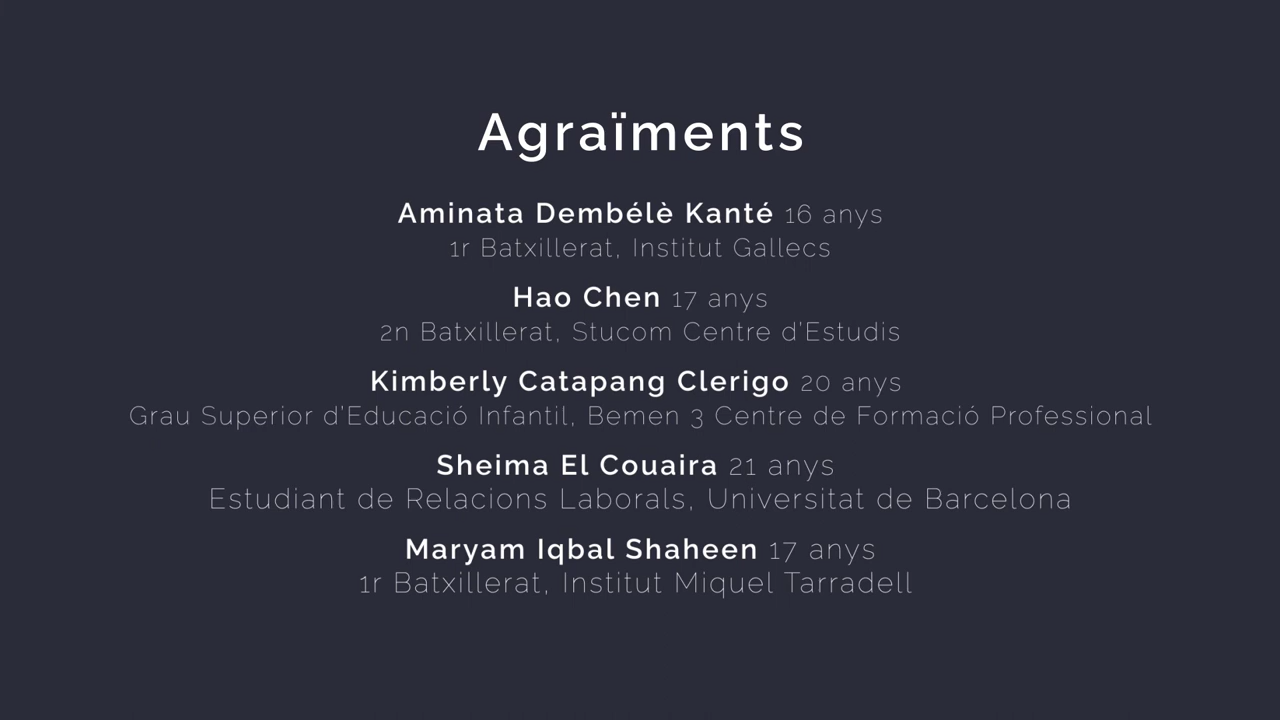 Agraïments
Aminata Dembélè Kanté 16 anys
1r Batxillerat, Institut Gallecs
Hao Chen 17 anys
2n Batxillerat, Stucom Centre d'Estudis
Kimberly Catapang Clerigo 20 anys
Grau Superior d'Educació Infantil, Bemen 3 Centre de Formació Professional
Sheima El Couaira 21 anys
Estudiant de Relacions Laborals, Universitat de Barcelona
Maryam Iqbal Shaheen 17 anys
1r Batxillerat, Institut Miquel Tarradell